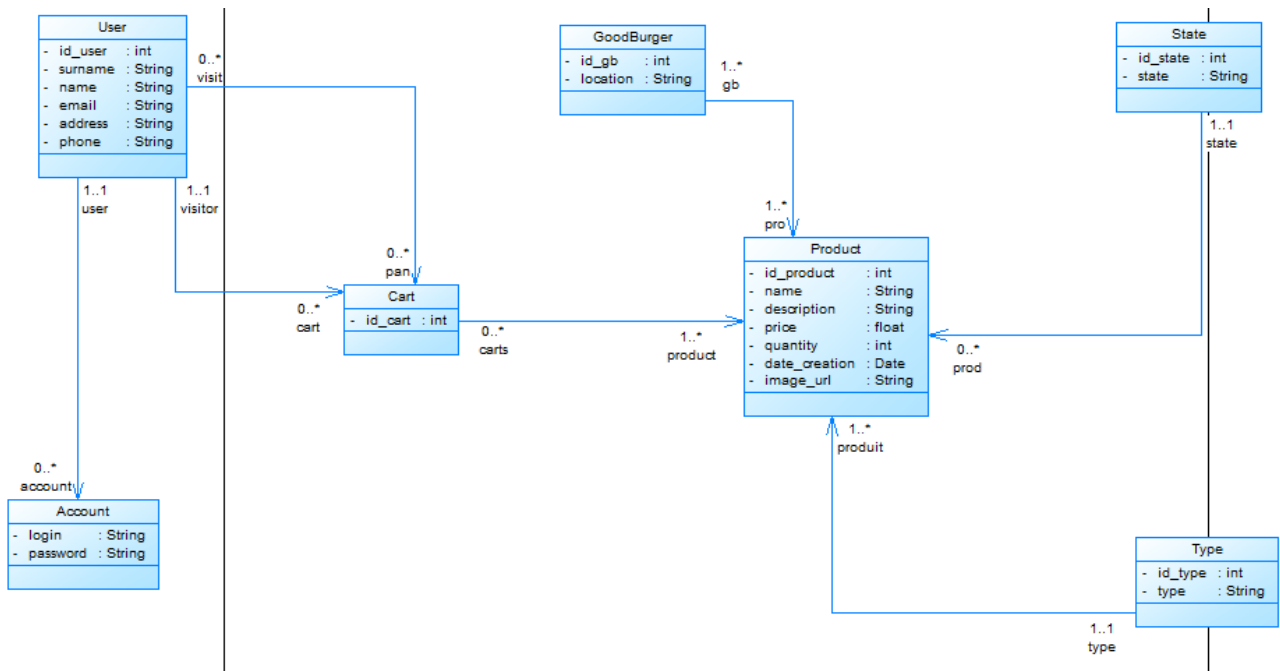 User
- id_user : int
- surname : String
- name : String
- email : String
- address : String
- phone : String
0..*
visit
1..1
user
1..1
visitor
GoodBurger
- id_gb : int
- location : String
1..*
gb
State
- id_state : int
- state : String
1..1
state
1..*
pro
0..*
pan
0..*
cart
Cart
- id_cart : int
0..*
carts
1..*
product
Product
- id_product : int
- name : String
- description : String
- price : float
- quantity : int
- date_creation : Date
- image_url : String
0..*
prod
1..*
produit
0..*
account
Account
- login : String
- password : String
Type
- id_type : int
- type : String
1..1
type